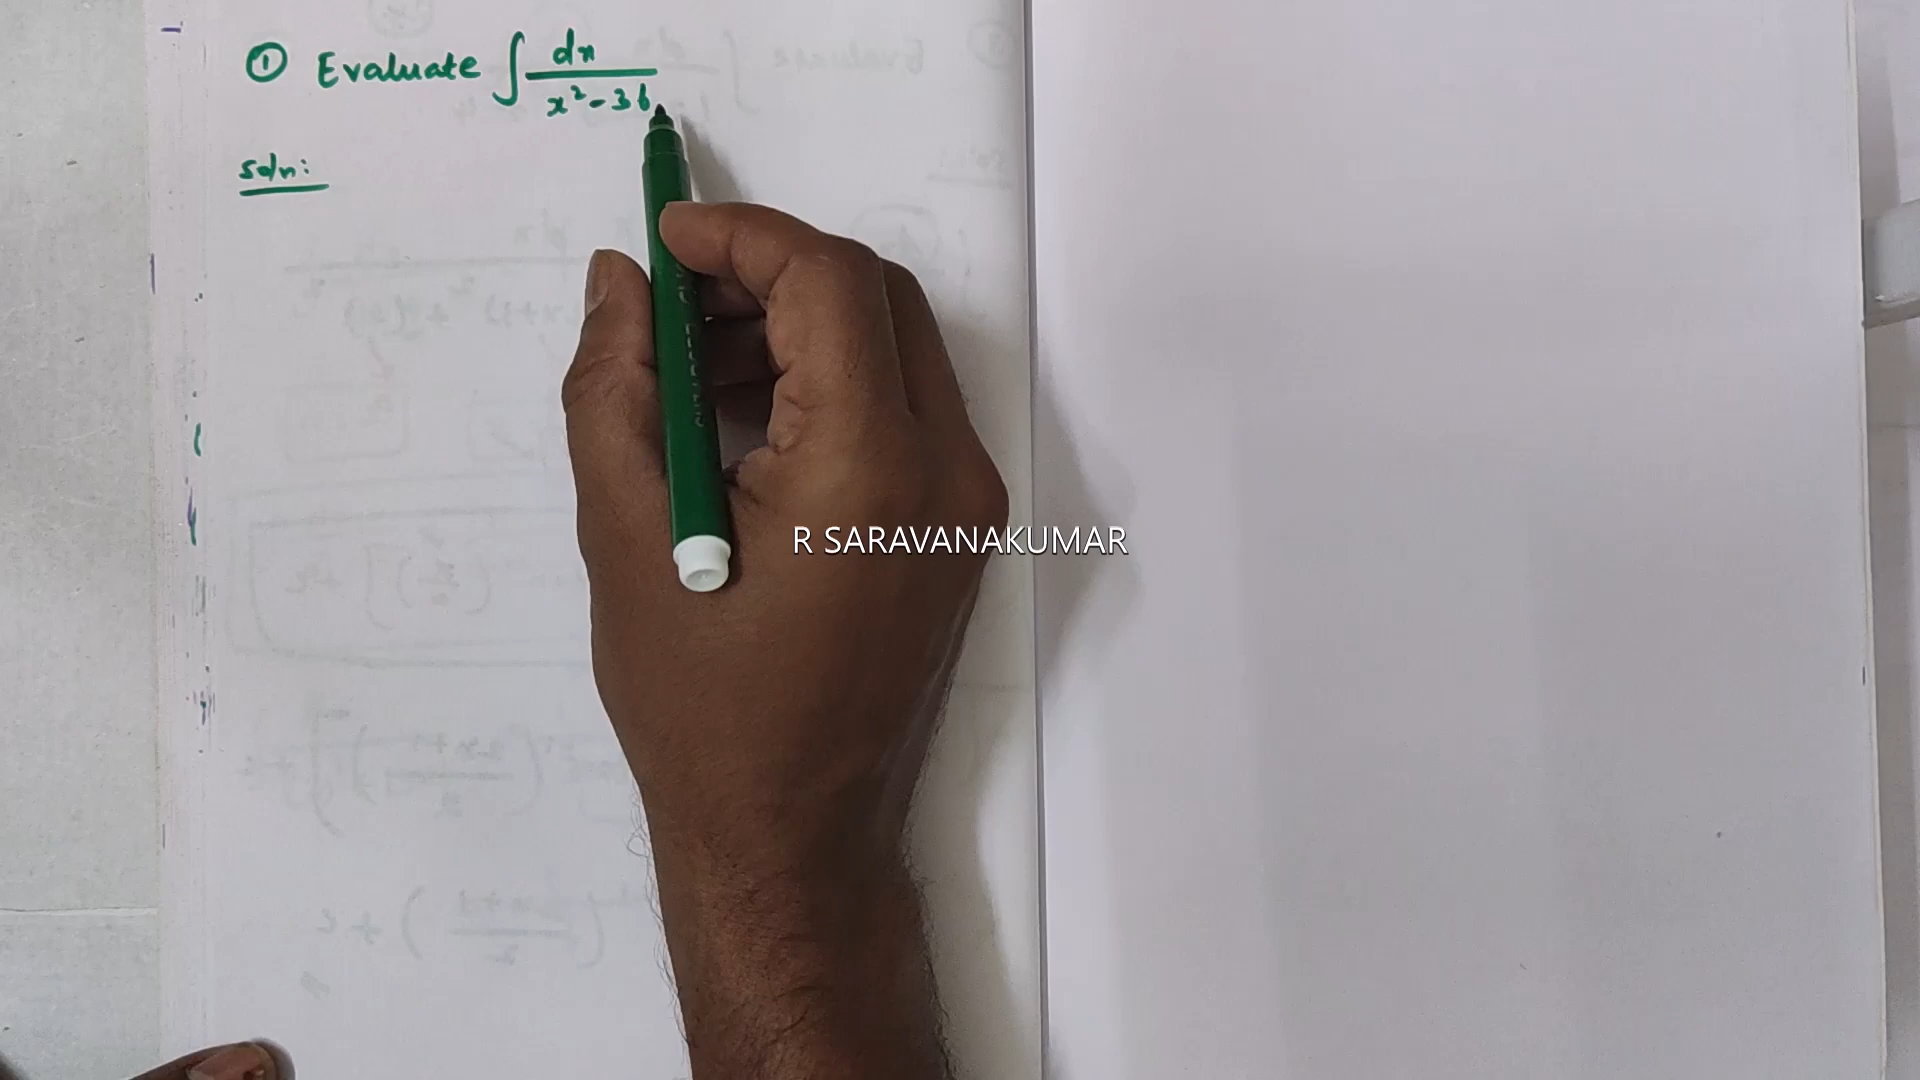 ① Evaluate ∫ dx / x² - 36
Soln:
R SARAVANAKUMAR